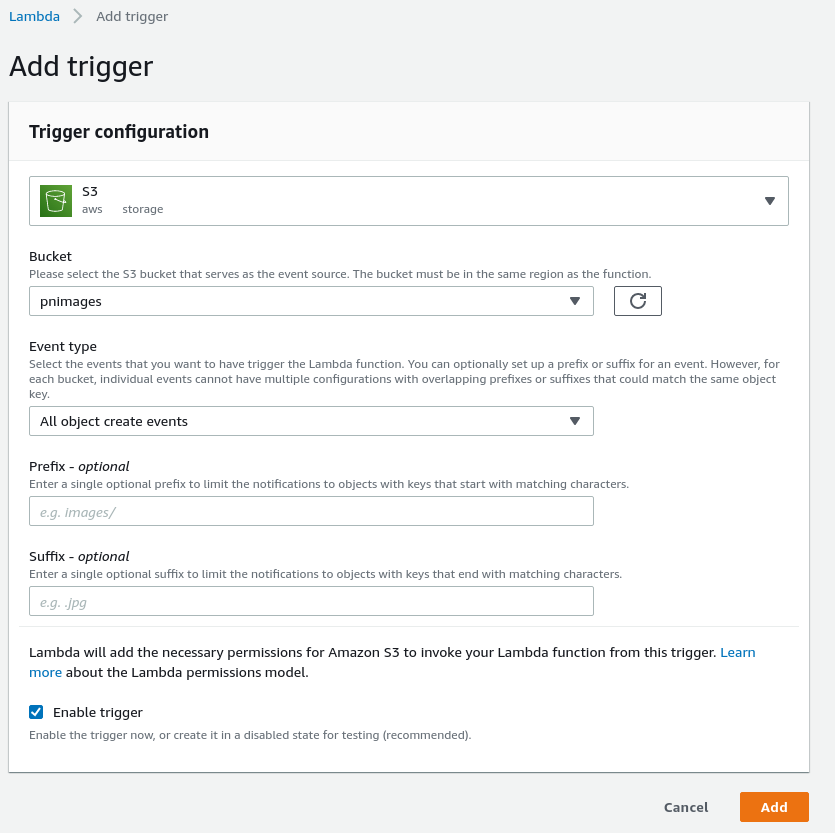 Lambda > Add trigger
Add trigger
Trigger configuration
S3
aws storage
Bucket
Please select the S3 bucket that serves as the event source. The bucket must be in the same region as the function.
pnimages
Event type
Select the events that you want to have trigger the Lambda function. You can optionally set up a prefix or suffix for an event. However, for
each bucket, individual events cannot have multiple configurations with overlapping prefixes or suffixes that could match the same object
key.
All object create events
Prefix - optional
Enter a single optional prefix to limit the notifications to objects with keys that start with matching characters.
e.g. images/
Suffix - optional
Enter a single optional suffix to limit the notifications to objects with keys that end with matching characters.
e.g. .jpg
Lambda will add the necessary permissions for Amazon S3 to invoke your Lambda function from this trigger. Learn
more about the Lambda permissions model.
Enable trigger
Enable the trigger now, or create it in a disabled state for testing (recommended).
Cancel Add